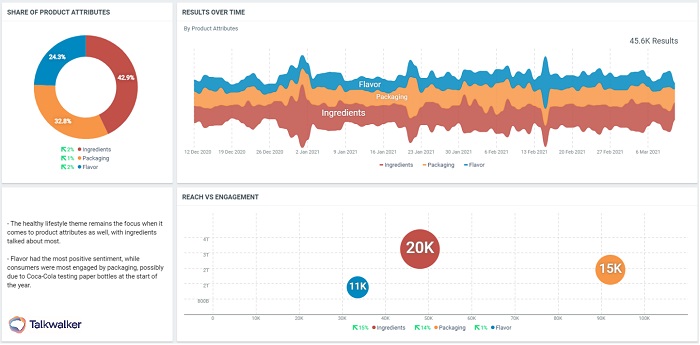 SHARE OF PRODUCT ATTRIBUTES
24.3%
42.9%
32.8%
2% Ingredients
1% Packaging
2% Flavor
RESULTS OVER TIME
By Product Attributes
45.6K Results
Flavor
Packaging
Ingredients
12 Dec 2020 19 Dec 2020 26 Dec 2020 2 Jan 2021 9 Jan 2021 16 Jan 2021 23 Jan 2021 30 Jan 2021 6 Feb 2021 13 Feb 2021 20 Feb 2021 27 Feb 2021 6 Mar 2021
Ingredients Packaging Flavor
- The healthy lifestyle theme remains the focus when it
comes to product attributes as well, with ingredients
talked about most.
- Flavor had the most positive sentiment, while
consumers were most engaged by packaging, possibly
due to Coca-Cola testing paper bottles at the start of
the year.
Talkwalker
REACH VS ENGAGEMENT
4T
3T
2T
2T
800B
20K
15K
11K
0 10K 20K 30K 40K 50K 60K 70K 80K 90K 100K
15% Ingredients 14% Packaging 1% Flavor